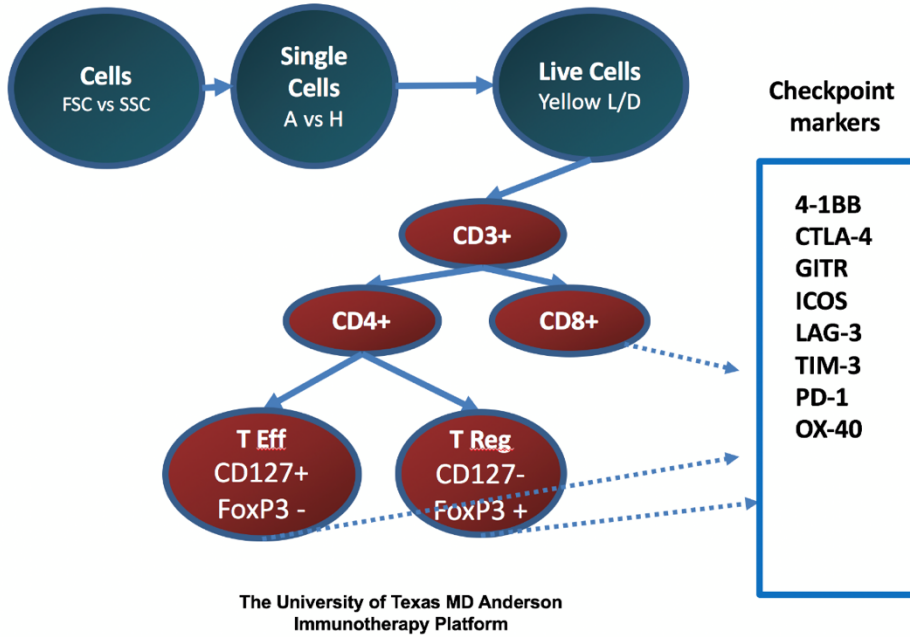 Cells
FSC vs SSC
Single
Cells
A vs H
Live Cells
Yellow L/D
Checkpoint
markers
CD3+
CD4+
CD8+
T Eff
CD127+
FoxP3 -
T Reg
CD127-
FoxP3 +
4-1BB
CTLA-4
GITR
ICOS
LAG-3
TIM-3
PD-1
OX-40
The University of Texas MD Anderson
Immunotherapy Platform